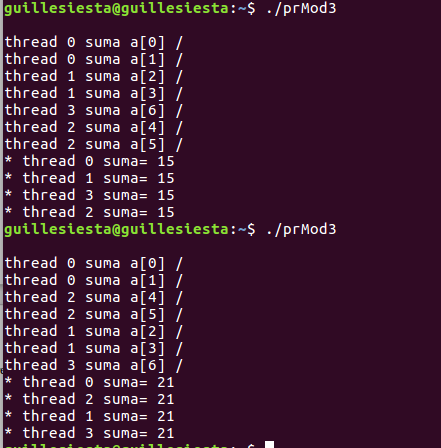 guillesiesta@guillesiesta:~$ ./prMod3
thread 0 suma a[0] /
thread 0 suma a[1] /
thread 1 suma a[2] /
thread 1 suma a[3] /
thread 3 suma a[6] /
thread 2 suma a[4] /
thread 2 suma a[5] /
* thread 0 suma= 15
* thread 1 suma= 15
* thread 3 suma= 15
* thread 2 suma= 15
guillesiesta@guillesiesta:~$ ./prMod3
thread 0 suma a[0] /
thread 0 suma a[1] /
thread 2 suma a[4] /
thread 2 suma a[5] /
thread 1 suma a[2] /
thread 1 suma a[3] /
thread 3 suma a[6] /
* thread 0 suma= 21
* thread 2 suma= 21
* thread 1 suma= 21
* thread 3 suma= 21
guillesiesta@guillesiesta:~$